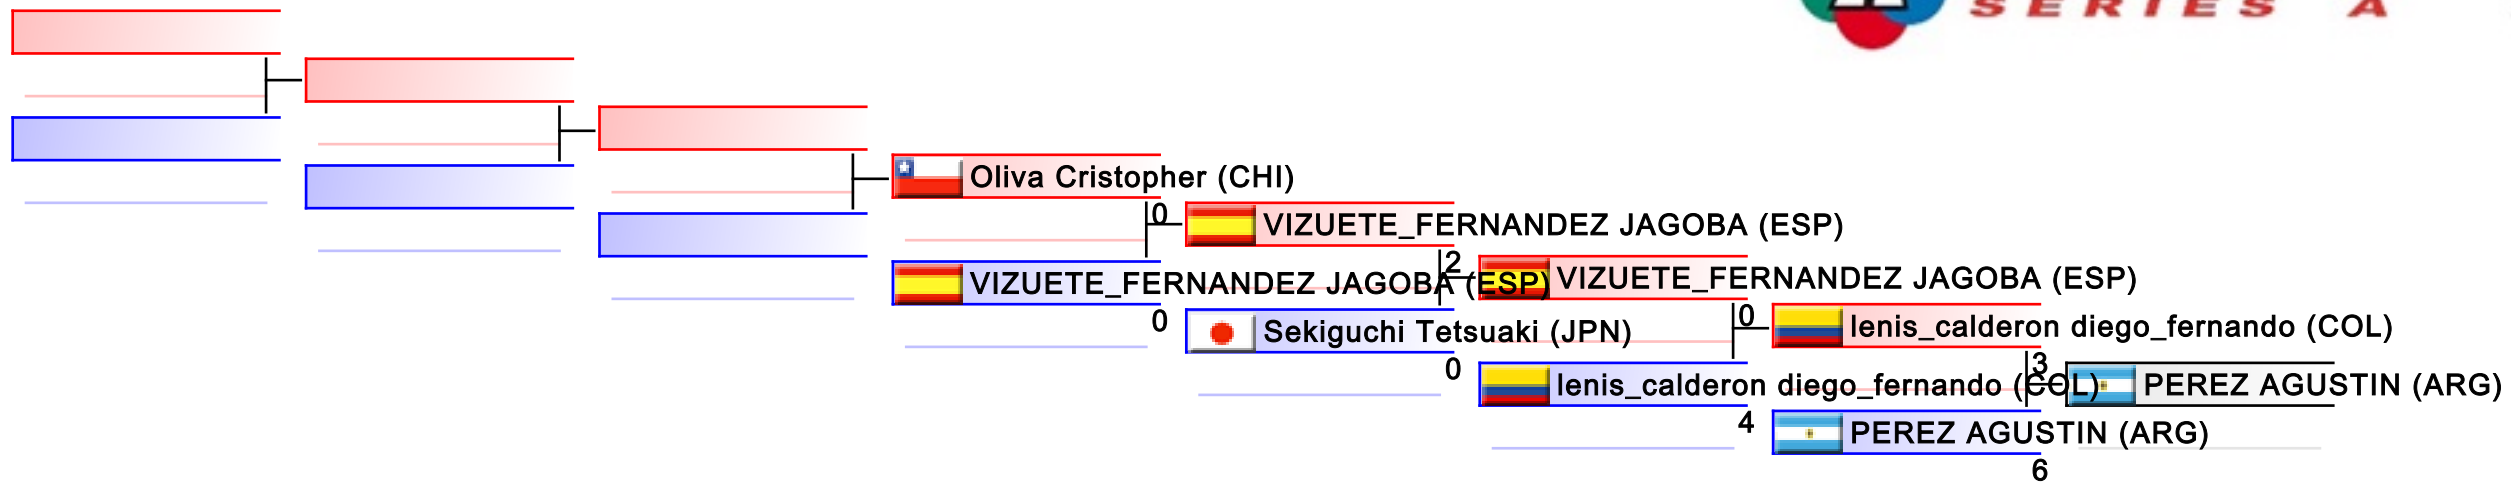 SERIES A
Oliva Cristopher (CHI)
0
VIZUETE_FERNANDEZ JAGOBA (ESP)
VIZUETE_FERNANDEZ JAGOBA (ESP)
0
2
VIZUETE_FERNANDEZ JAGOBA (ESP)
Sekiguchi Tetsuaki (JPN)
0
0
lenis_calderon diego_fernando (COL)
lenis_calderon diego_fernando (COL)
4
3
PEREZ AGUSTIN (ARG)
PEREZ AGUSTIN (ARG)
6